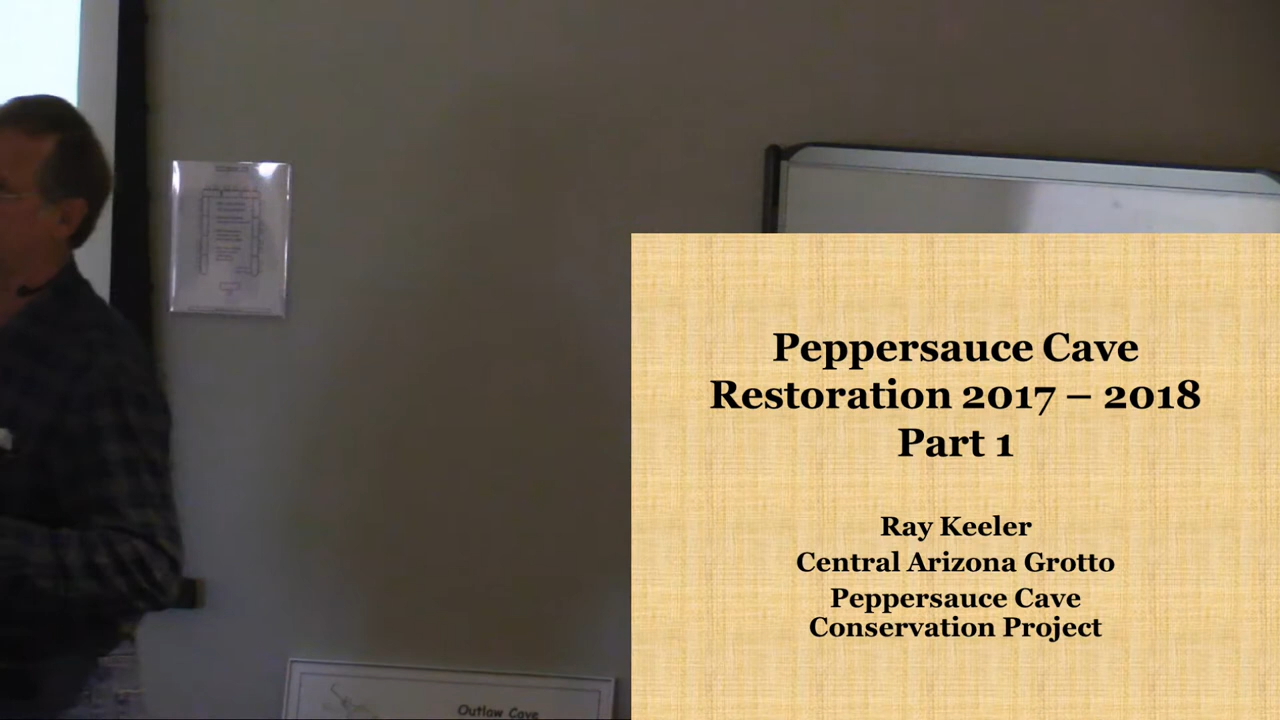 Peppersauce Cave
Restoration 2017 – 2018
Part 1
Ray Keeler
Central Arizona Grotto
Peppersauce Cave
Conservation Project
Outlaw Cave